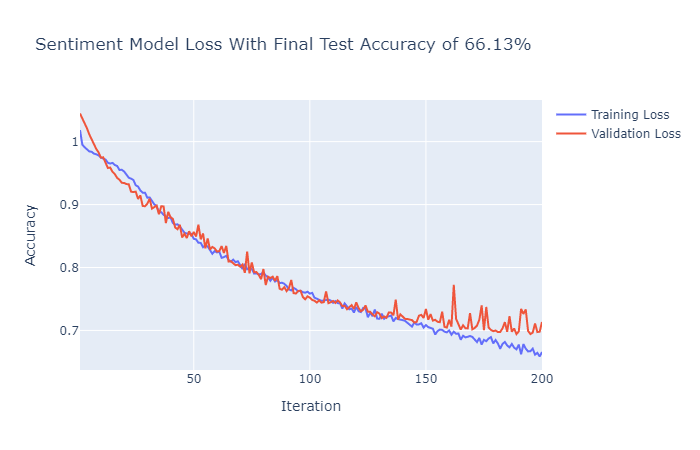 Sentiment Model Loss With Final Test Accuracy of 66.13%
Training Loss
Validation Loss
1
0.9
0.8
0.7
Accuracy
50
100
150
200
Iteration